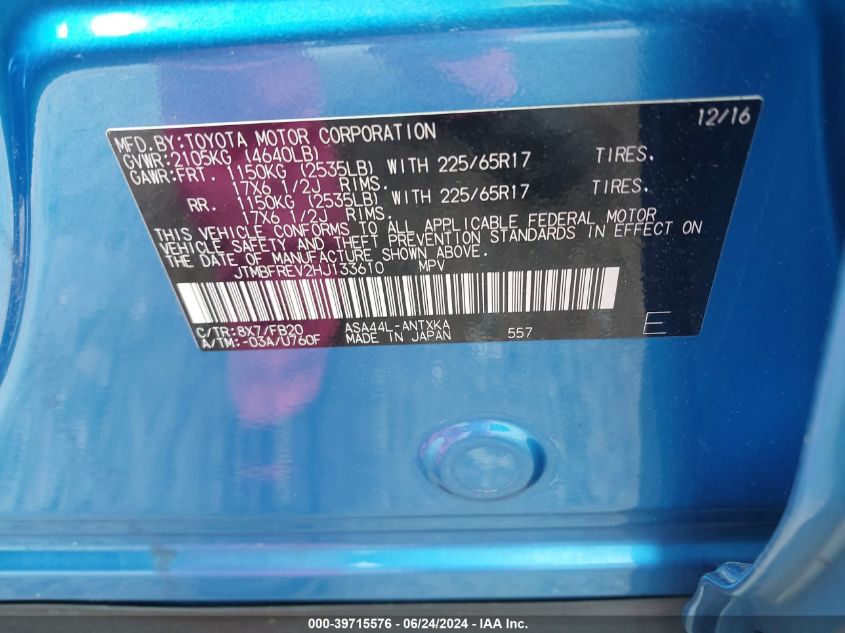 MFD.BY:TOYOTA MOTOR CORPORATION 12/16
GVWR:2105KG (4640LB)
GAWR:FRT. 1150KG (2535LB) WITH 225/65R17 TIRES.
17X6 1/2J RIMS.
RR. 1150KG (2535LB) WITH 225/65R17 TIRES.
17X6 1/2J RIMS.
THIS VEHICLE CONFORMS TO ALL APPLICABLE FEDERAL MOTOR
VEHICLE SAFETY AND THEFT PREVENTION STANDARDS IN EFFECT ON
THE DATE OF MANUFACTURE SHOWN ABOVE.
JTMBFREV2HJ133610 MPV
C/TR:8X7/FB20 ASA44L-ANTXKA 557 E
A/TM:-03A/U760F MADE IN JAPAN
000-39715576 / 06/24/2024 - IAA Inc.